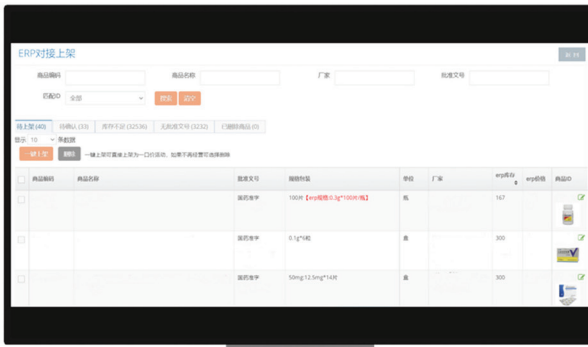 ERP对接上架
商品编码 商品名称 厂家 批准文号
匹配ID 全部 搜索 清空
待上架(40) 待确认(33) 库存不足(32536) 无批准文号(3232) 已删除商品(0)
显示 10 条数据
一键上架 删除 一键上架可直接上架为一口价活动，如果不再经营可选择删除
商品编码 商品名称 批准文号 规格包装 单位 厂家 erp库存 erp价格 商品ID
国药准字 100片【erp规格:0.3g*100片/瓶】 瓶 167
国药准字 0.1g*6粒 盒 300
国药准字 50mg:12.5mg*14片 盒 300